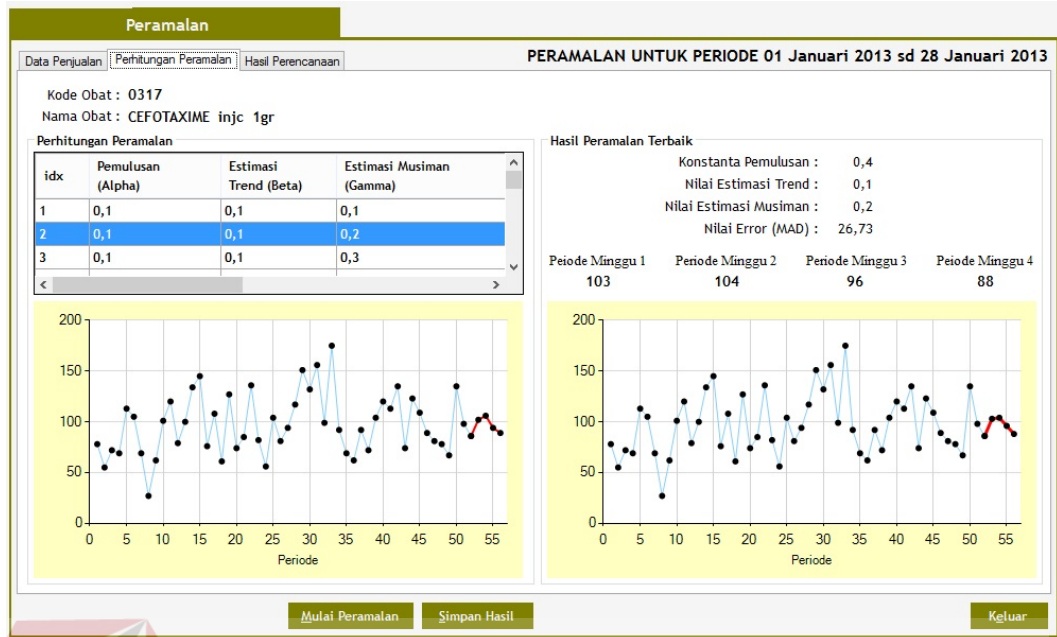 Peramalan
Data Penjualan Perhitungan Peramalan Hasil Perencanaan
PERAMALAN UNTUK PERIODE 01 Januari 2013 sd 28 Januari 2013
Kode Obat : 0317
Nama Obat : CEFOTAXIME injc 1gr
Perhitungan Peramalan
idx Pemulusan (Alpha) Estimasi Trend (Beta) Estimasi Musiman (Gamma)
1 0,1 0,1 0,1
2 0,1 0,1 0,2
3 0,1 0,1 0,3
200
150
100
50
0
0 5 10 15 20 25 30 35 40 45 50 55
Periode
Hasil Peramalan Terbaik
Konstanta Pemulusan : 0,4
Nilai Estimasi Trend : 0,1
Nilai Estimasi Musiman : 0,2
Nilai Error (MAD) : 26,73
Peiode Minggu 1 Periode Minggu 2 Periode Minggu 3 Periode Minggu 4
103 104 96 88
200
150
100
50
0
0 5 10 15 20 25 30 35 40 45 50 55
Periode
Mulai Peramalan Simpan Hasil Keluar